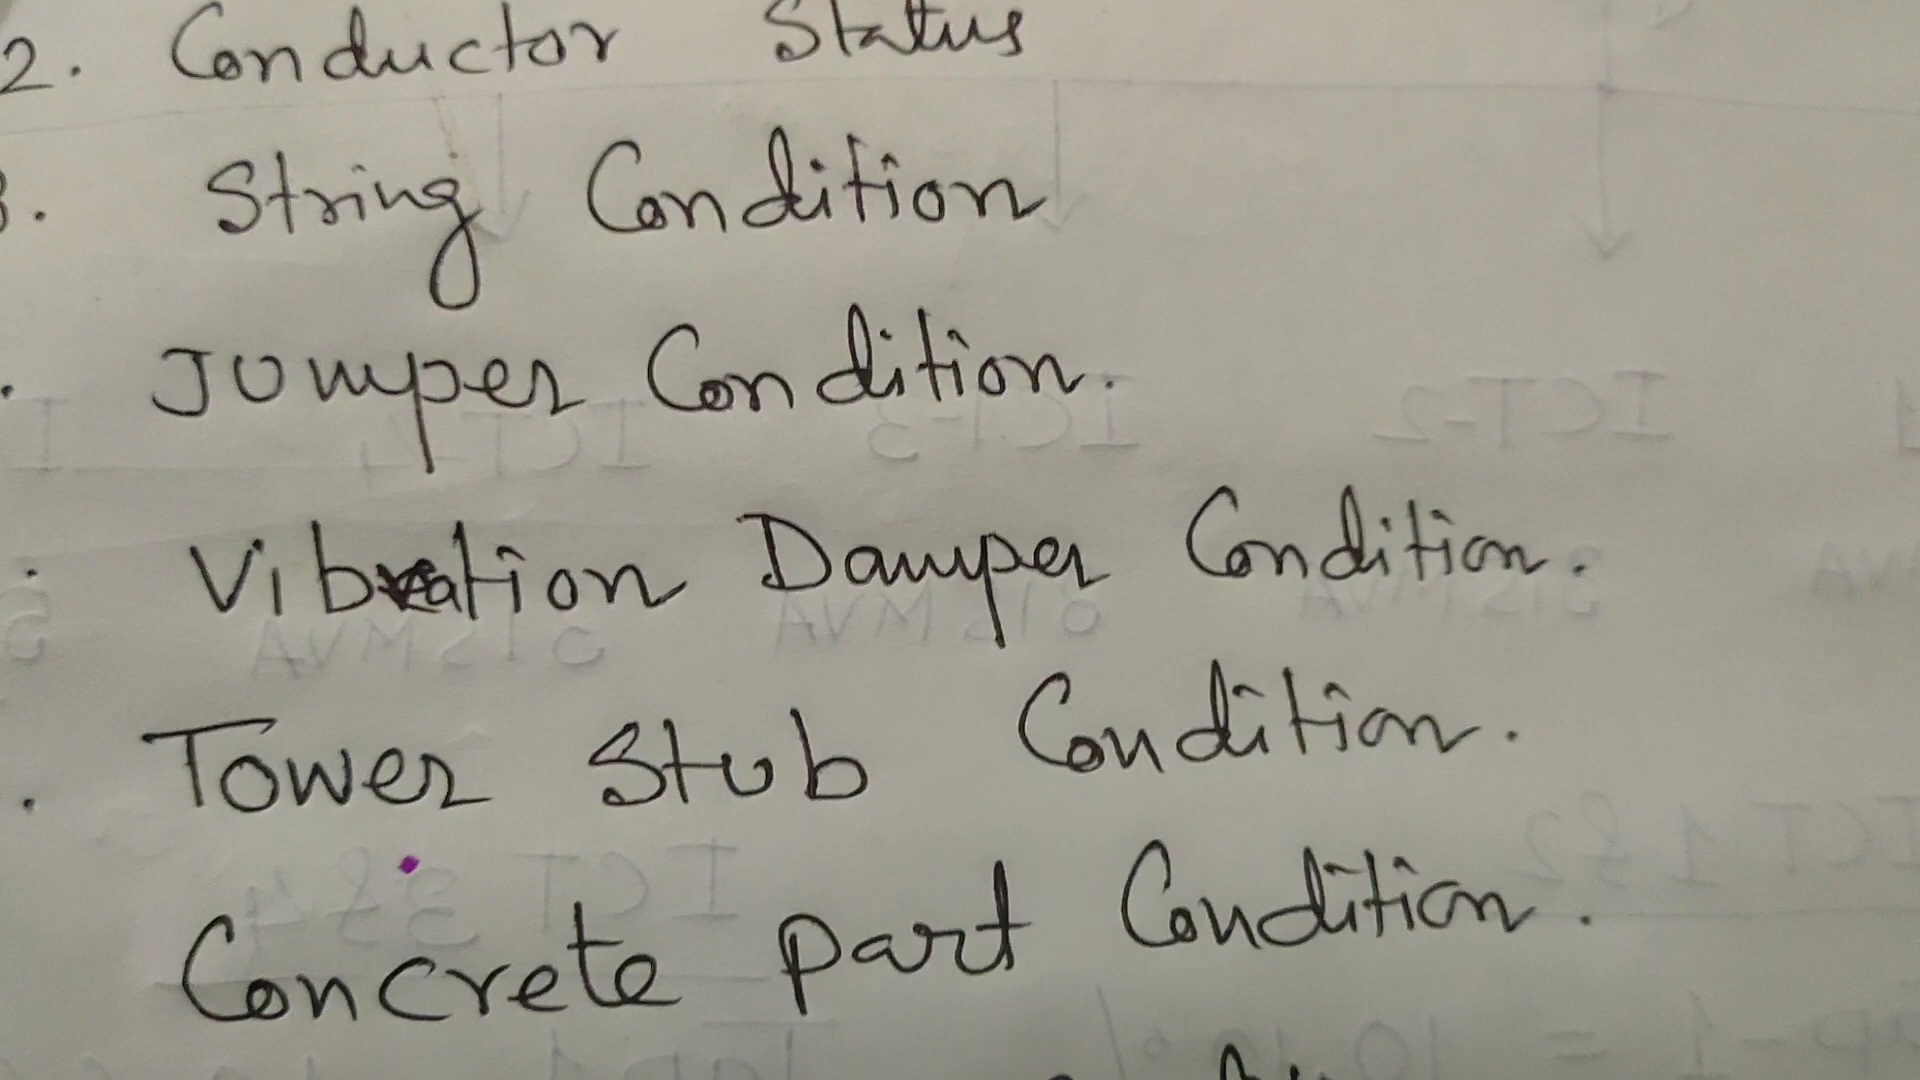 2. Conductor Status
3. String Condition
. Jumper Condition.
. Vibration Damper Condition.
. Tower Stub Condition.
Concrete part Condition.